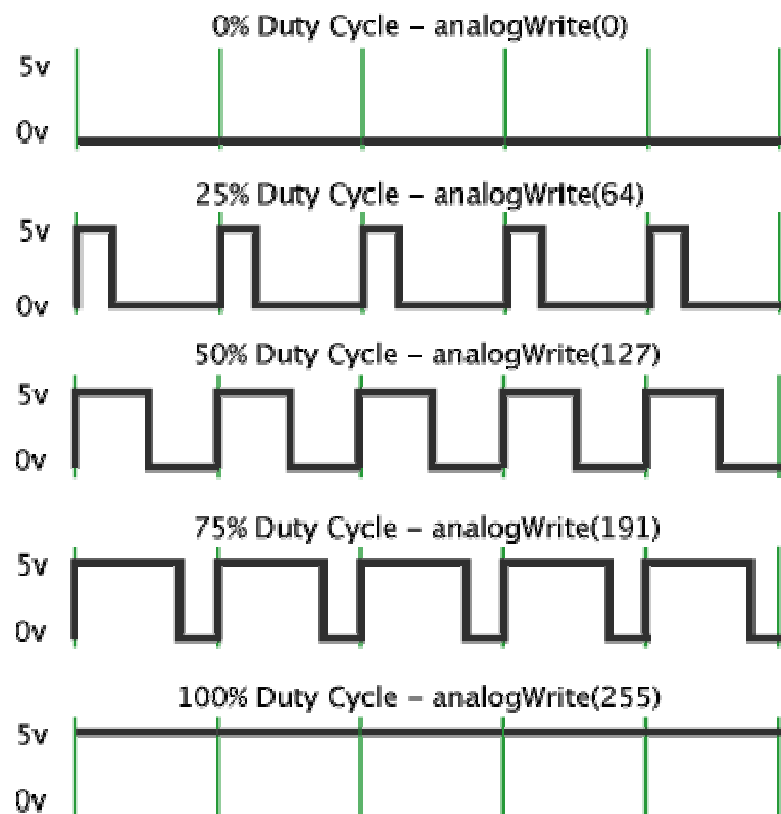 0% Duty Cycle – analogWrite(0)
5v
0v
25% Duty Cycle – analogWrite(64)
5v
0v
50% Duty Cycle – analogWrite(127)
5v
0v
75% Duty Cycle – analogWrite(191)
5v
0v
100% Duty Cycle – analogWrite(255)
5v
0v